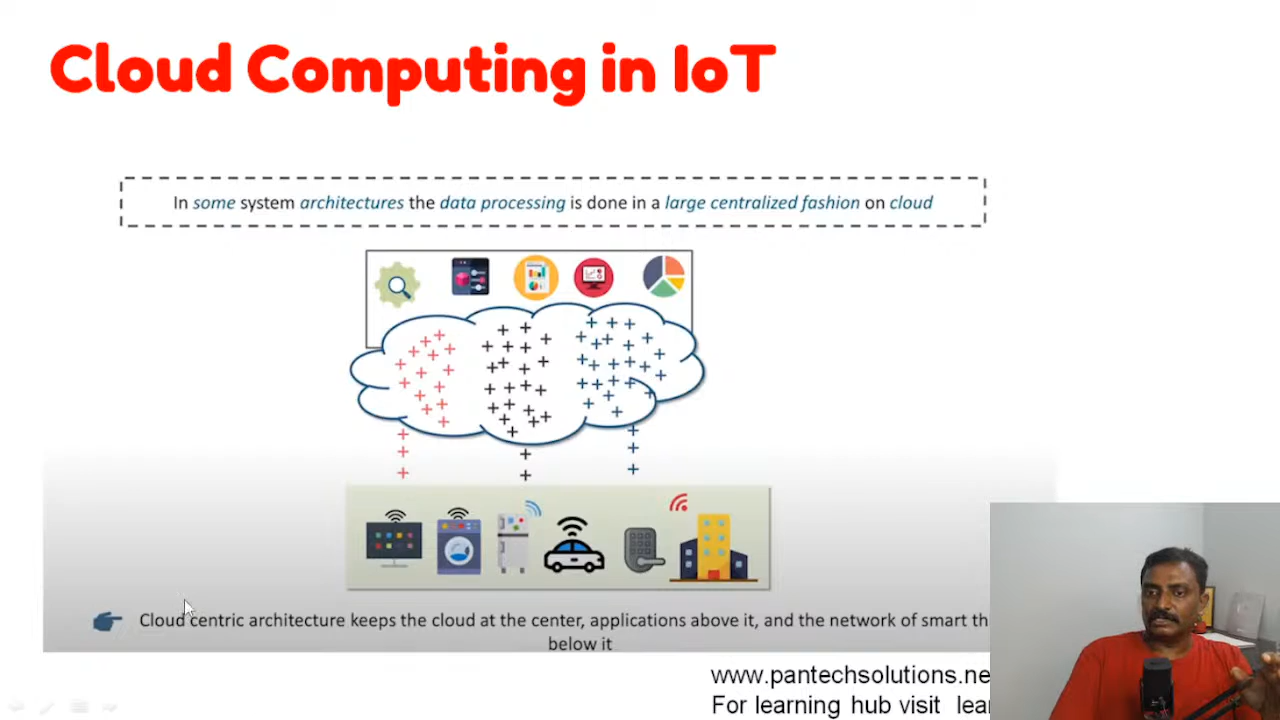 Cloud Computing in IoT
In some system architectures the data processing is done in a large centralized fashion on cloud
Cloud centric architecture keeps the cloud at the center, applications above it, and the network of smart th
below it
www.pantechsolutions.ne
For learning hub visit lea